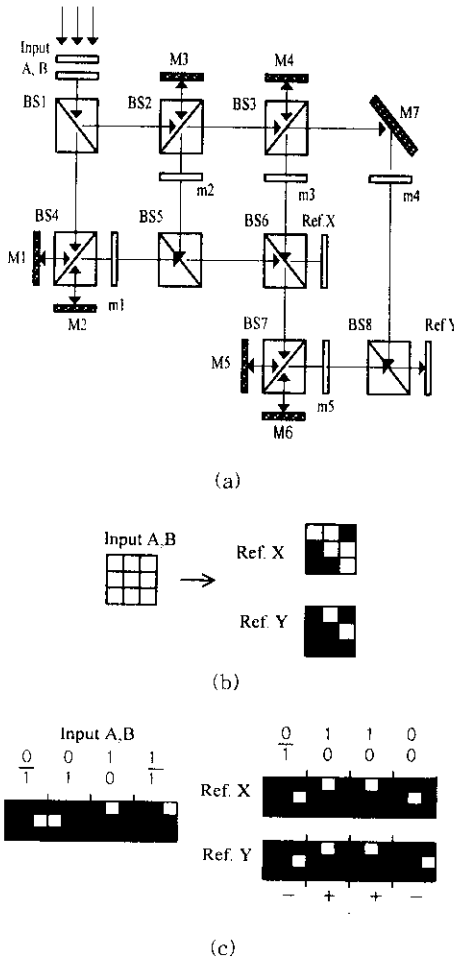 Input
A, B
M3
M4
BS1
BS2
BS3
M7
m2
m3
m4
BS4
BS5
BS6
Ref.X
M1
M2
m1
BS7
BS8
Ref Y
M5
m5
M6
(a)
Input A,B
Ref. X
Ref. Y
(b)
Input A,B
0 0 1 1
1 1 0 1
0 1 1 0
1 0 0 0
Ref. X
Ref. Y
− + + −
(c)